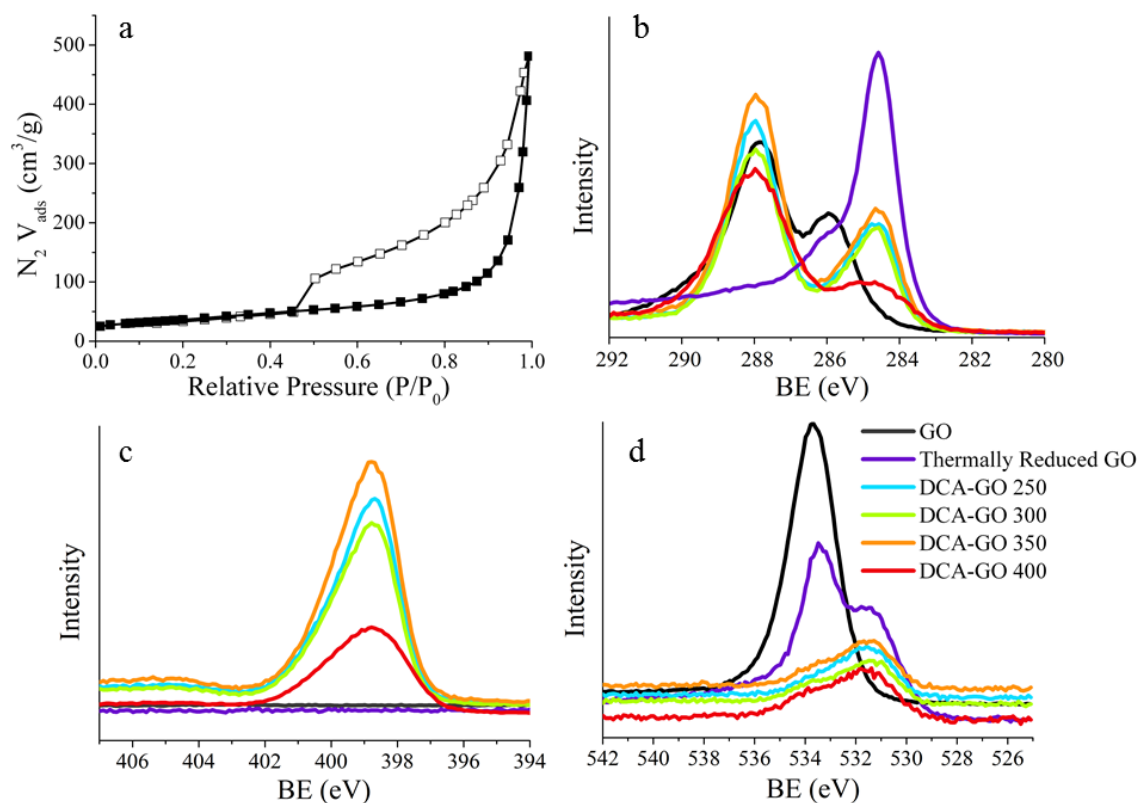 a
500
400
300
200
100
0
N₂ V_ads (cm³/g)
0.0 0.2 0.4 0.6 0.8 1.0
Relative Pressure (P/P₀)
b
Intensity
292 290 288 286 284 282 280
BE (eV)
c
Intensity
406 404 402 400 398 396 394
BE (eV)
d
GO
Thermally Reduced GO
DCA-GO 250
DCA-GO 300
DCA-GO 350
DCA-GO 400
Intensity
542 540 538 536 534 532 530 528 526
BE (eV)